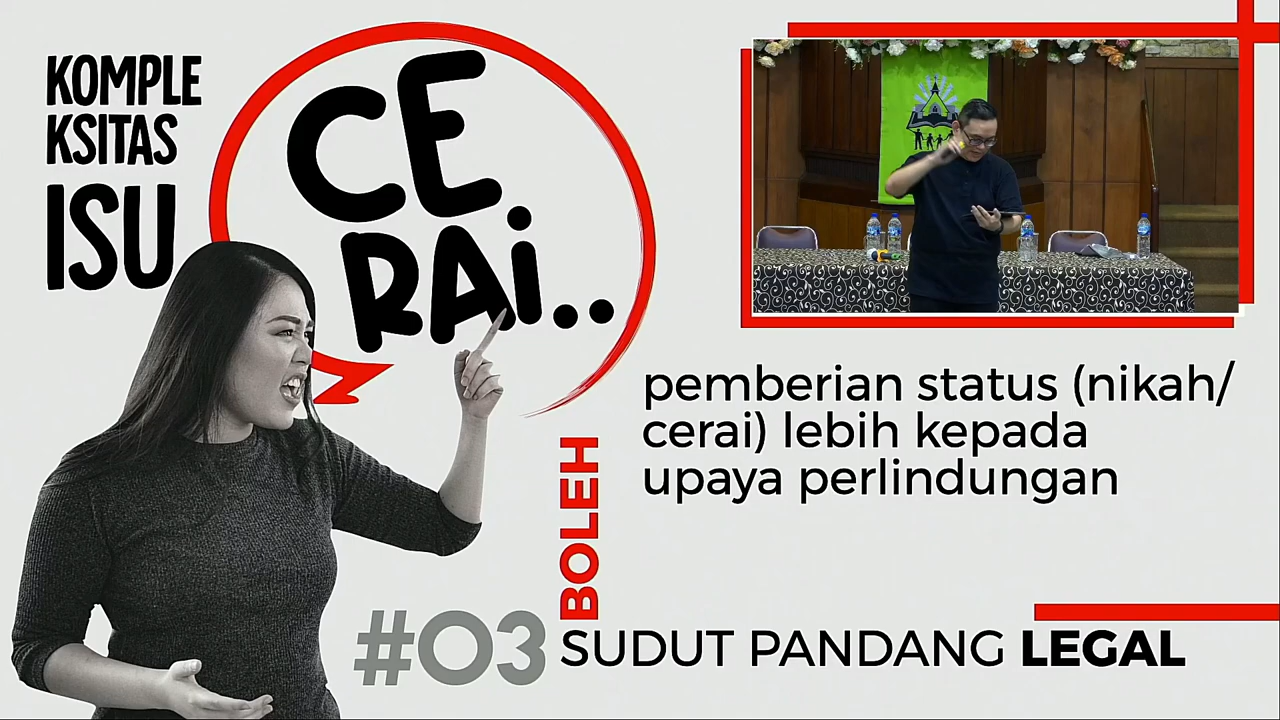 KOMPLE
KSITAS
ISU
CE
RAi..
pemberian status (nikah/
cerai) lebih kepada
upaya perlindungan
BOLEH
#03
SUDUT PANDANG LEGAL